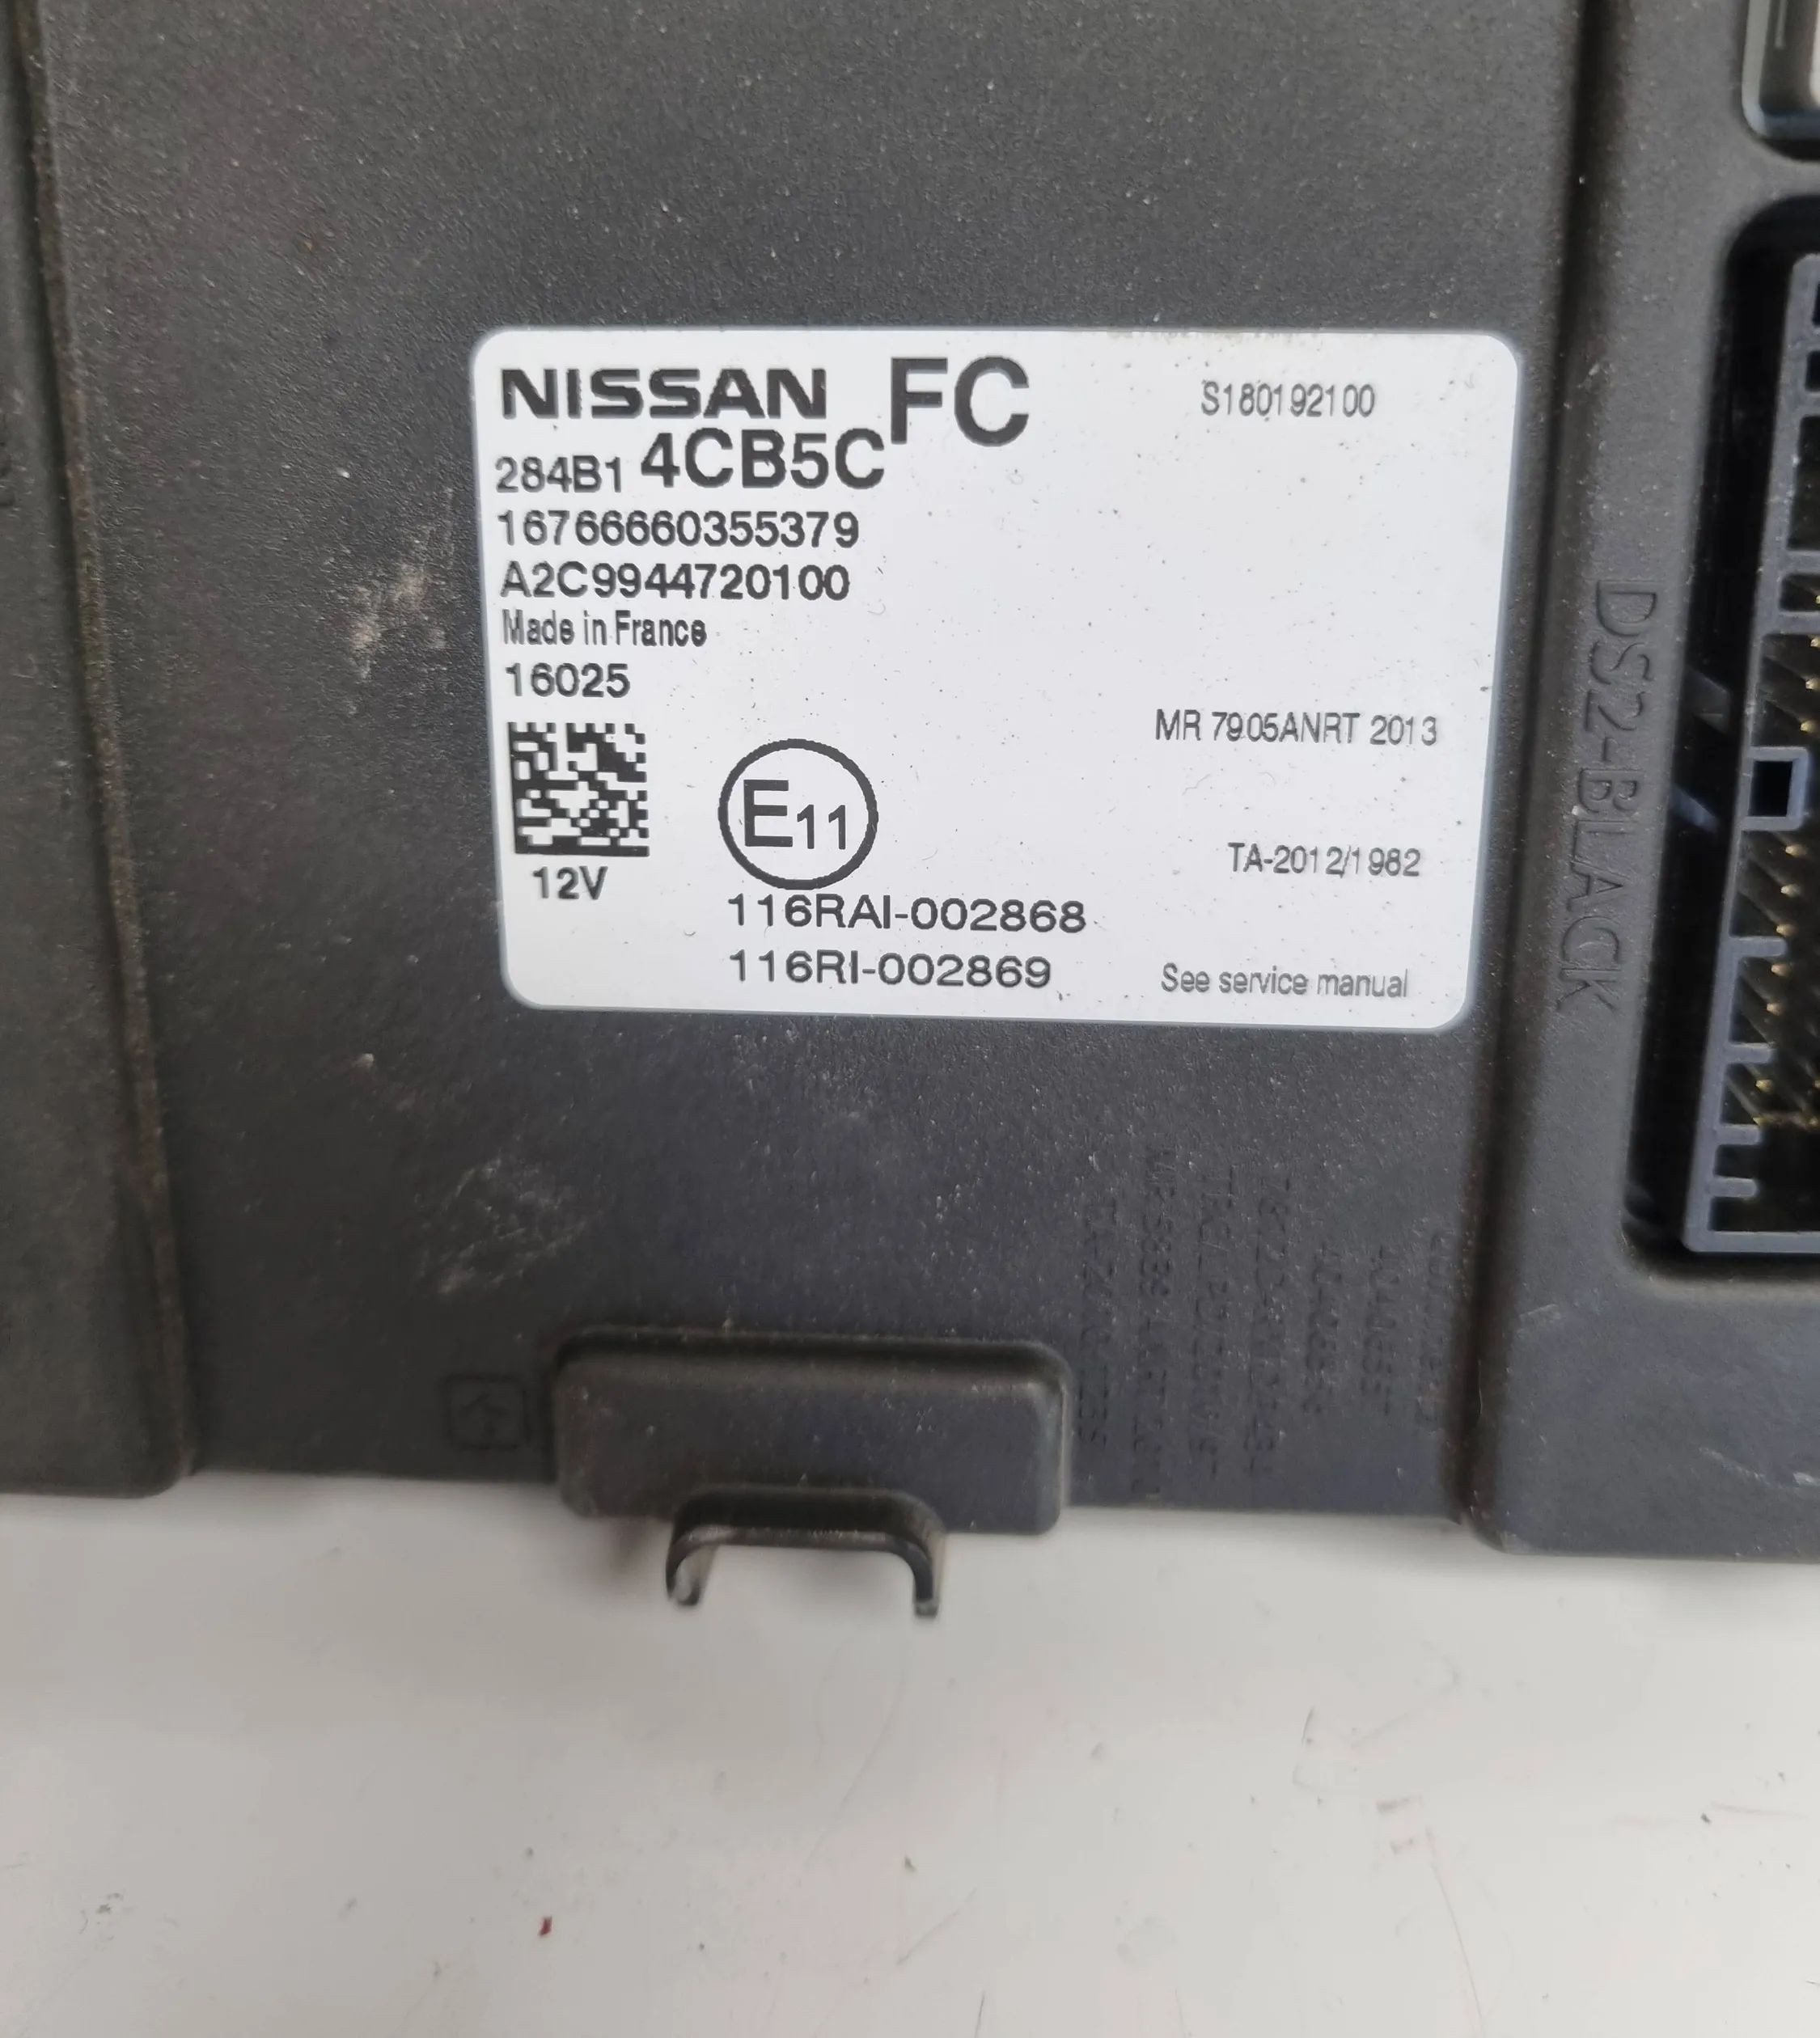 NISSAN FC
S180192100
284B1 4CB5C
16766660355379
A2C9944720100
Made in France
16025
MR 7905ANRT 2013
E11
TA-2012/1982
12V
116RAI-002868
116RI-002869
See service manual
DS2-BLACK